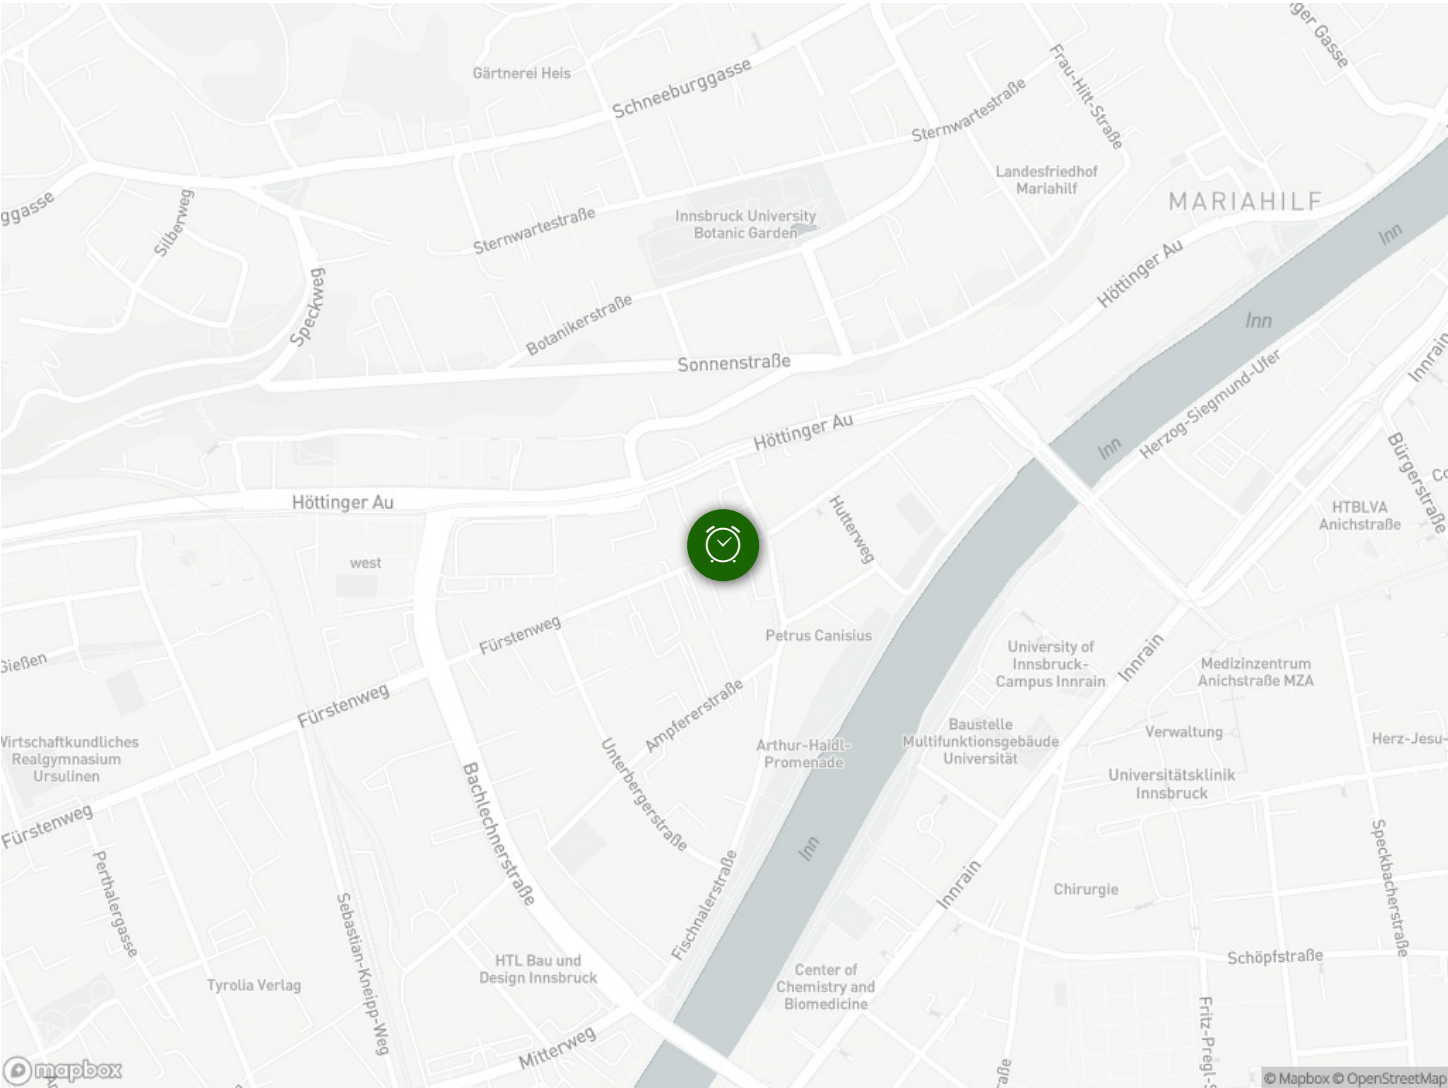 nger Gasse
Gärtnerei Heis
Schneeburggasse
Frau-Hitt-Straße
Sternwartestraße
Landesfriedhof
Mariahilf
MARIAHILF
ggasse
Silberweg
Sternwartestraße
Innsbruck University
Botanic Garden
Inn
Höttinger Au
Speckweg
Botanikerstraße
Inn
Sonnenstraße
Herzog-Siegmund-Ufer
Innrain
Höttinger Au
Inn
Bürgerstraße
Co
Höttinger Au
Hutterweg
HTBLVA
Anichstraße
west
Fürstenweg
Petrus Canisius
Gießen
University of
Innsbruck-
Campus Innrain
Innrain
Medizinzentrum
Anichstraße MZA
Fürstenweg
Ampfererstraße
Wirtschaftkundliches
Realgymnasium
Ursulinen
Arthur-Haidl-
Promenade
Baustelle
Multifunktionsgebäude
Universität
Verwaltung
Herz-Jesu-
Universitätsklinik
Innsbruck
Unterbergerstraße
Bachlechnerstraße
Fürstenweg
Inn
Perthalergasse
Sebastian-Kneipp-Weg
Fischnalerstraße
Innrain
Chirurgie
Speckbacherstraße
HTL Bau und
Design Innsbruck
Tyrolia Verlag
Center of
Chemistry and
Biomedicine
Schöpfstraße
Fritz-Pregl-S
Mitterweg
raße
mapbox
© Mapbox © OpenStreetMap